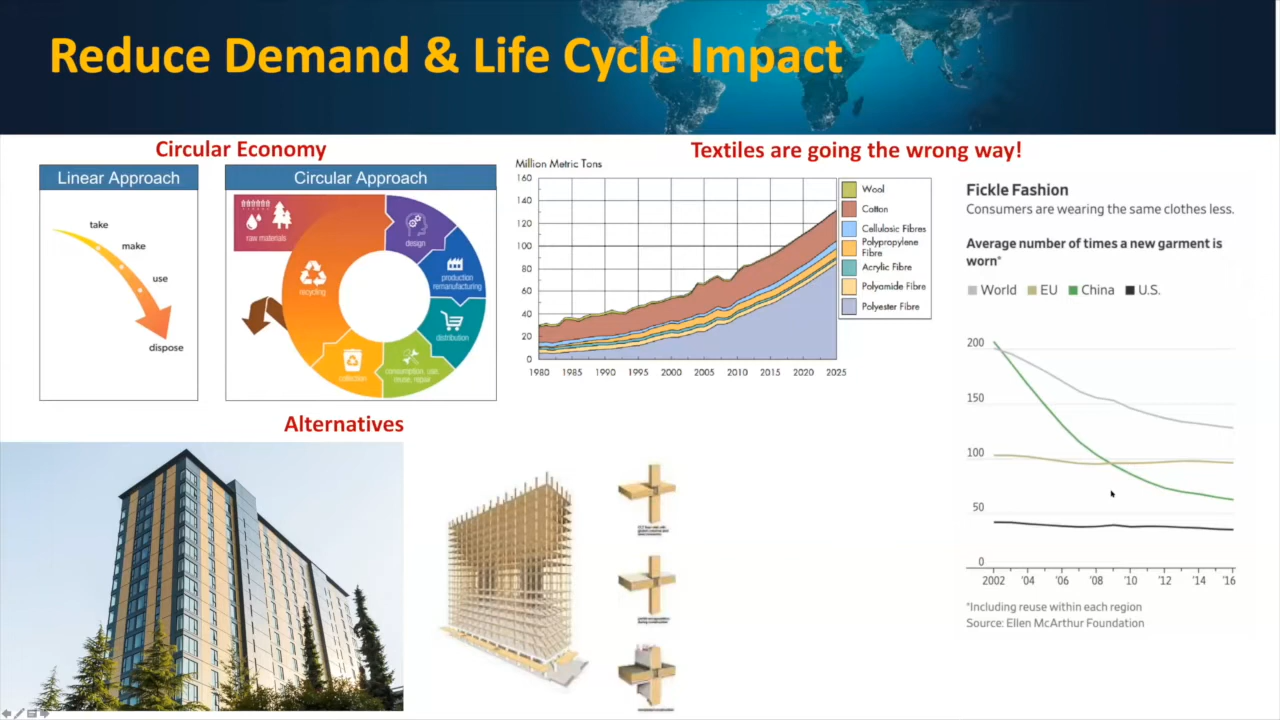 Reduce Demand & Life Cycle Impact
Circular Economy
Linear Approach
take
make
use
dispose
Circular Approach
raw materials
design
production
remanufacturing
distribution
consumption, use,
reuse, repair
collection
recycling
Textiles are going the wrong way!
Million Metric Tons
160
140
120
100
80
60
40
20
0
1980 1985 1990 1995 2000 2005 2010 2015 2020 2025
Wool
Cotton
Cellulosic Fibres
Polypropylene
Fibre
Acrylic Fibre
Polyamide Fibre
Polyester Fibre
Fickle Fashion
Consumers are wearing the same clothes less.
Average number of times a new garment is
worn*
World EU China U.S.
200
150
100
50
0
2002 '04 '06 '08 '10 '12 '14 '16
*Including reuse within each region
Source: Ellen McArthur Foundation
Alternatives